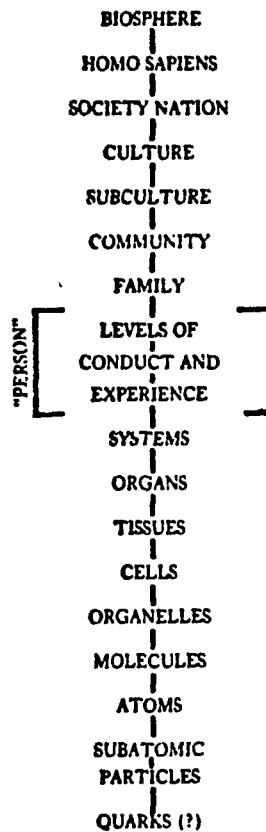 BIOSPHERE
HOMO SAPIENS
SOCIETY NATION
CULTURE
SUBCULTURE
COMMUNITY
FAMILY
"PERSON"
LEVELS OF
CONDUCT AND
EXPERIENCE
SYSTEMS
ORGANS
TISSUES
CELLS
ORGANELLES
MOLECULES
ATOMS
SUBATOMIC
PARTICLES
QUARKS (?)